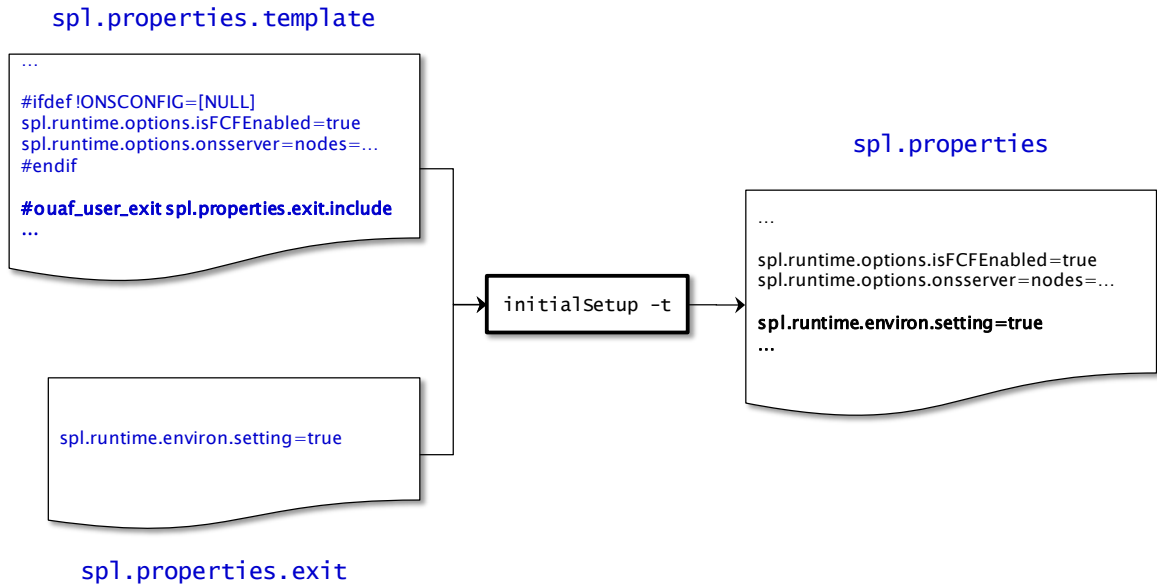 spl.properties.template
...
#ifdef !ONSCONFIG=[NULL]
spl.runtime.options.isFCFEnabled=true
spl.runtime.options.onsserver=nodes=...
#endif
#ouaf_user_exit spl.properties.exit.include
...
spl.runtime.environ.setting=true
spl.properties.exit
initialSetup -t
spl.properties
...
spl.runtime.options.isFCFEnabled=true
spl.runtime.options.onsserver=nodes=...
spl.runtime.environ.setting=true
...